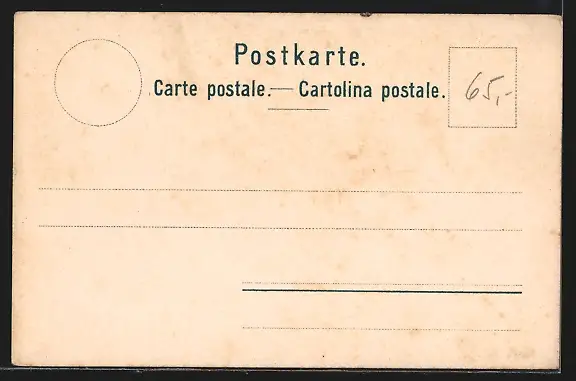 Postkarte.
Carte postale.— Cartolina postale.
65,-